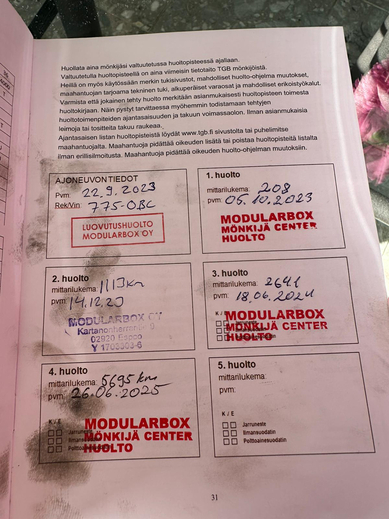 Huollata aina mönkijäsi valtuutetussa huoltopisteessä ajallaan.
Valtuutetulla huoltopisteellä on aina viimeisin tietotaito TGB mönkijöistä.
Heillä on myös käytössään merkin tukisivustot, mahdolliset huolto-ohjelma muutokset,
maahantuojan tarjoama tekninen tuki, alkuperäiset varaosat ja mahdolliset erikoistyökalut.
Varmista että jokainen tehty huolto merkitään asianmukaisesti huoltopisteen toimesta
huoltokirjaan. Näin pystyt tarvittaessa myöhemmin todistamaan tehtyjen
huoltotoimenpiteiden ajantasaisuuden ja takuun voimassaolon. Ilman asianmukaisia
leimoja tai tositteita takuu raukeaa.
Ajantasaisen listan huoltopisteistä löydät www.tgb.fi sivustolta tai puhelimitse
maahantuojalta. Maahantuoja pidättää oikeuden lisätä tai poistaa huoltopisteitä listalta
ilman erillisilmoitusta. Maahantuoja pidättää oikeuden huolto-ohjelman muutoksiin.
AJONEUVON TIEDOT
Pvm: 22.9.2023
Rek/Vin: 775-OBC
LUOVUTUSHUOLTO
MODULARBOX OY
1. huolto
mittarilukema: 208
pvm: 05.10.2023
MODULARBOX
MÖNKIJÄ CENTER
HUOLTO
2. huolto
mittarilukema: 1113km
pvm: 14.12.23
MODULARBOX OY
02920 Espoo
3. huolto
mittarilukema: 2641
pvm: 18.06.2024
K / E
MODULARBOX
MÖNKIJÄ CENTER
HUOLTO
4. huolto
mittarilukema: 5695 km
pvm: 26.06.2025
K / E
MODULARBOX
MÖNKIJÄ CENTER
HUOLTO
5. huolto
mittarilukema:
pvm:
K / E
Jarruneste
Ilmansuodatin
Polttoainesuodatin
31